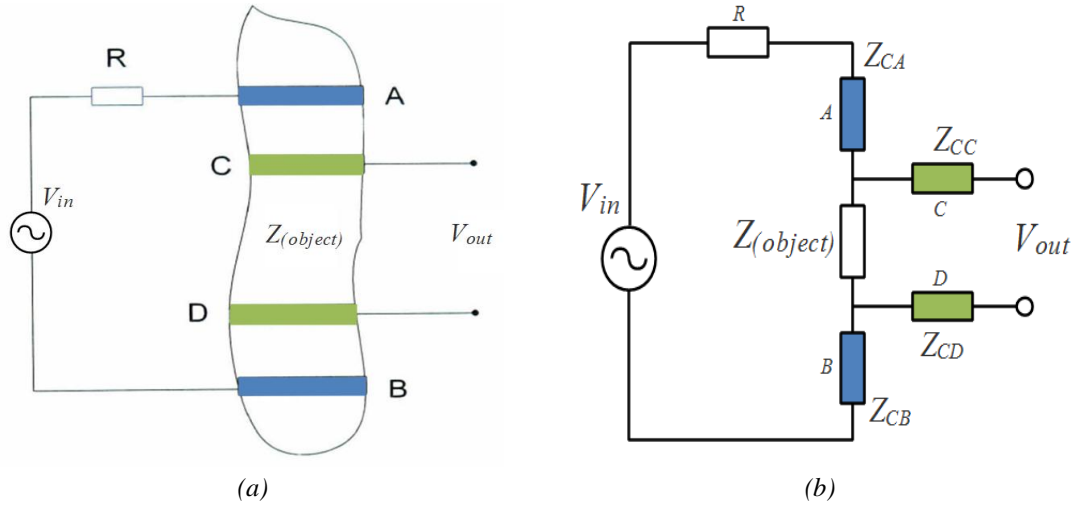 R
A
C
V_in
Z_(object)
V_out
D
B
(a)
R
Z_CA
A
Z_CC
C
V_in
Z_(object)
V_out
D
Z_CD
B
Z_CB
(b)